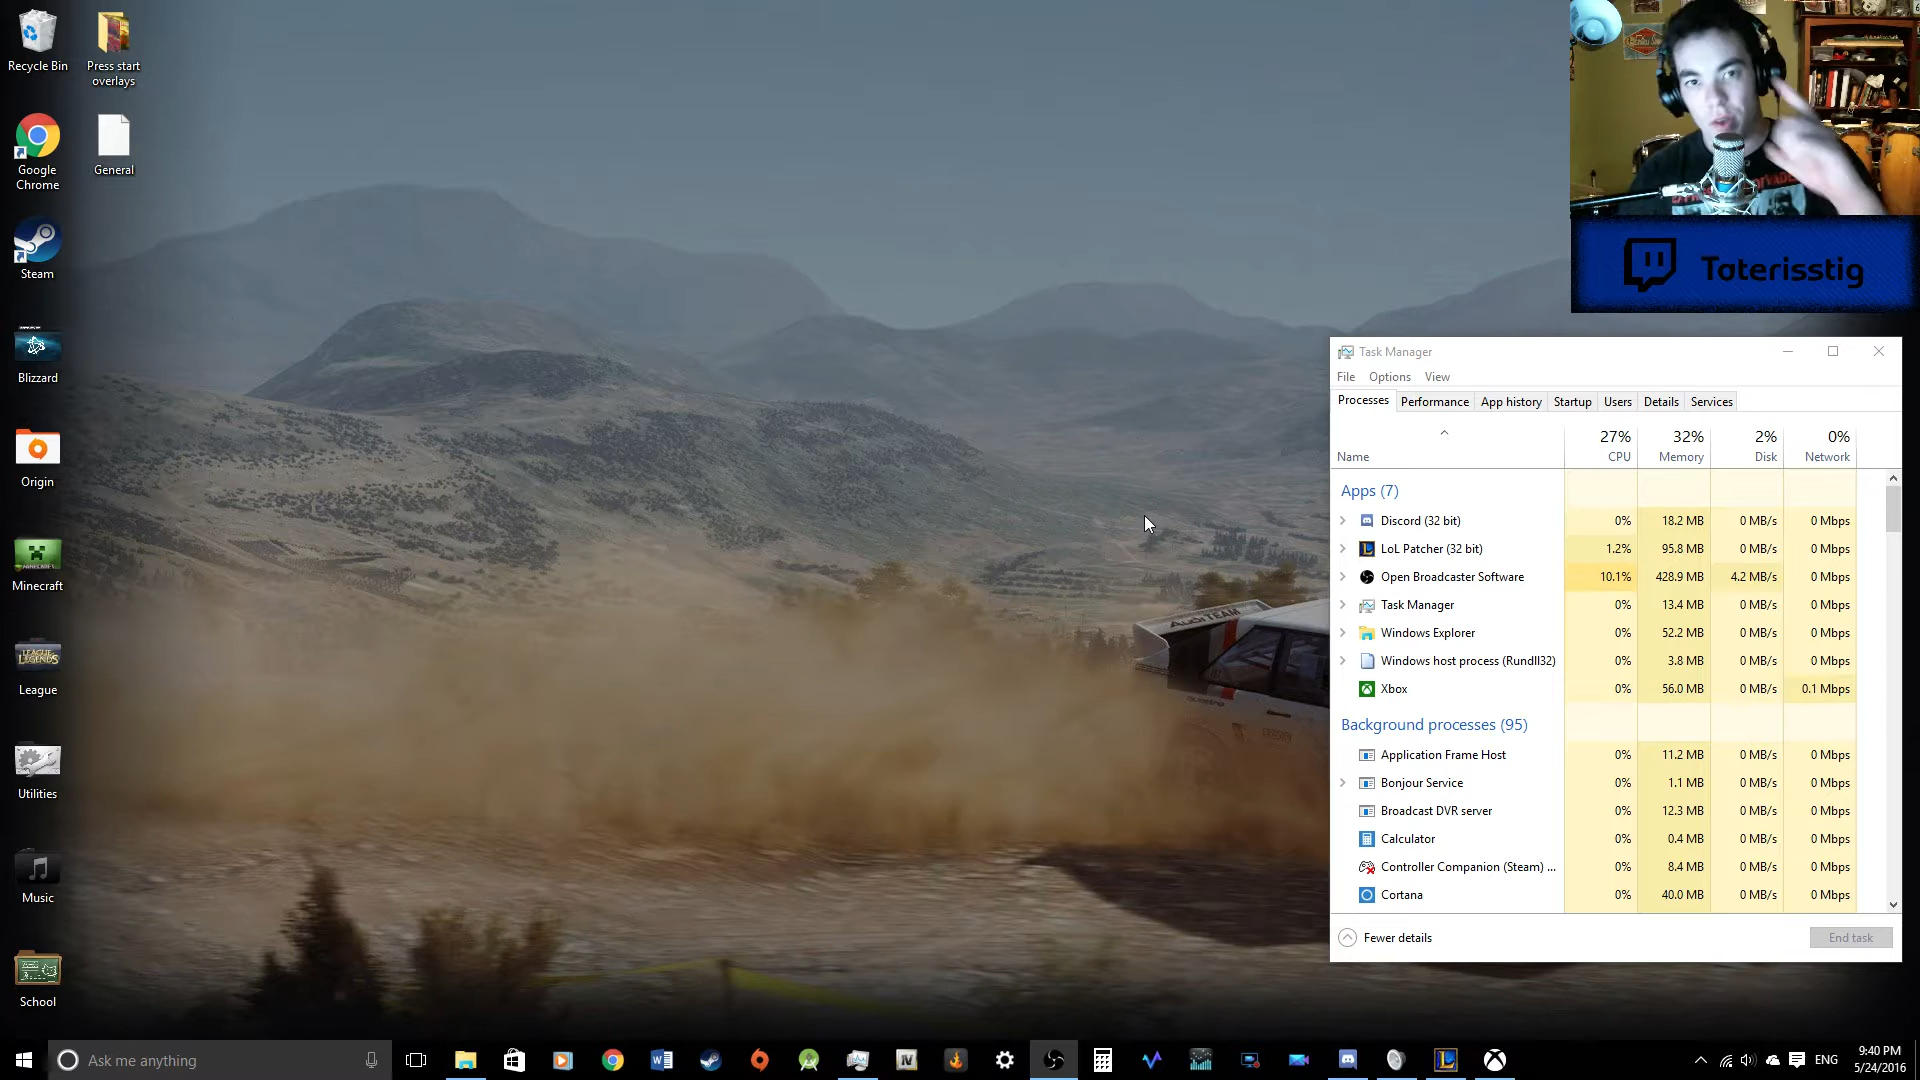 Recycle Bin
Press start
overlays
Google
Chrome
General
Steam
Blizzard
Origin
MINECRAFT
Minecraft
LEAGUE
LEGENDS
League
Utilities
Music
School
Taterisstig
AUDI TEAM
quattro
Task Manager
File Options View
Processes Performance App history Startup Users Details Services
27% 32% 2% 0%
Name CPU Memory Disk Network
Apps (7)
Discord (32 bit) 0% 18.2 MB 0 MB/s 0 Mbps
LoL Patcher (32 bit) 1.2% 95.8 MB 0 MB/s 0 Mbps
Open Broadcaster Software 10.1% 428.9 MB 4.2 MB/s 0 Mbps
Task Manager 0% 13.4 MB 0 MB/s 0 Mbps
Windows Explorer 0% 52.2 MB 0 MB/s 0 Mbps
Windows host process (Rundll32) 0% 3.8 MB 0 MB/s 0 Mbps
Xbox 0% 56.0 MB 0 MB/s 0.1 Mbps
Background processes (95)
Application Frame Host 0% 11.2 MB 0 MB/s 0 Mbps
Bonjour Service 0% 1.1 MB 0 MB/s 0 Mbps
Broadcast DVR server 0% 12.3 MB 0 MB/s 0 Mbps
Calculator 0% 0.4 MB 0 MB/s 0 Mbps
Controller Companion (Steam) ... 0% 8.4 MB 0 MB/s 0 Mbps
Cortana 0% 40.0 MB 0 MB/s 0 Mbps
Fewer details
End task
Ask me anything
IV
ENG
9:40 PM
5/24/2016